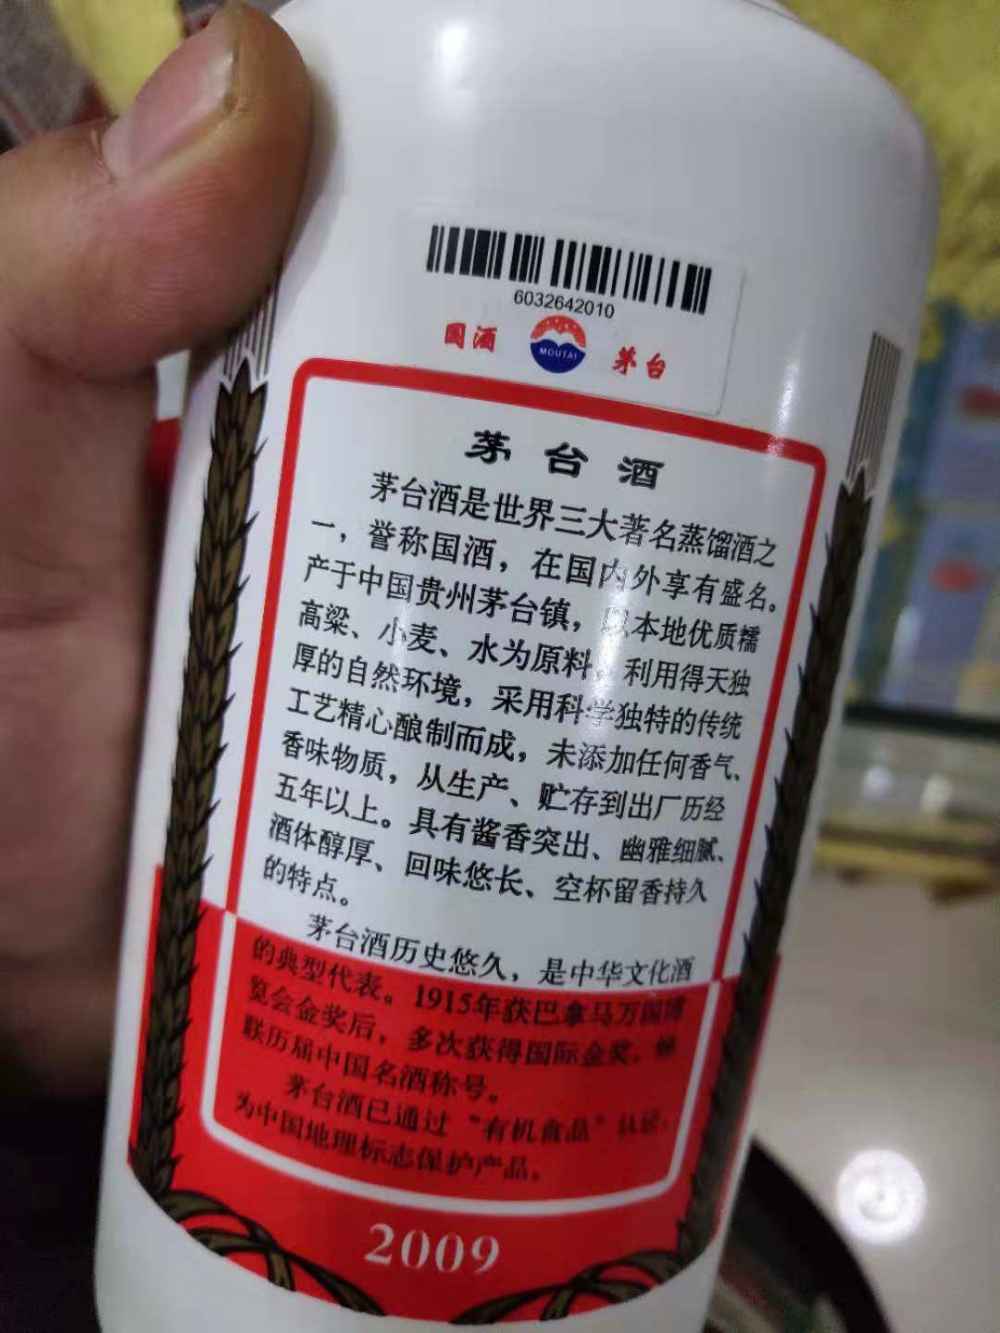 6032642010
国酒 MOUTAI 茅台
茅台酒
茅台酒是世界三大著名蒸馏酒之
一，誉称国酒，在国内外享有盛名。
产于中国贵州茅台镇，以本地优质糯
高粱、小麦、水为原料，利用得天独
厚的自然环境，采用科学独特的传统
工艺精心酿制而成，未添加任何香气、
香味物质，从生产、贮存到出厂历经
五年以上。具有酱香突出、幽雅细腻、
酒体醇厚、回味悠长、空杯留香持久
的特点。
茅台酒历史悠久，是中华文化酒
的典型代表。1915年获巴拿马万国博
览会金奖后，多次获得国际金奖，蝉
联历届中国名酒称号。
茅台酒已通过“有机食品”认证，
为中国地理标志保护产品。
2009